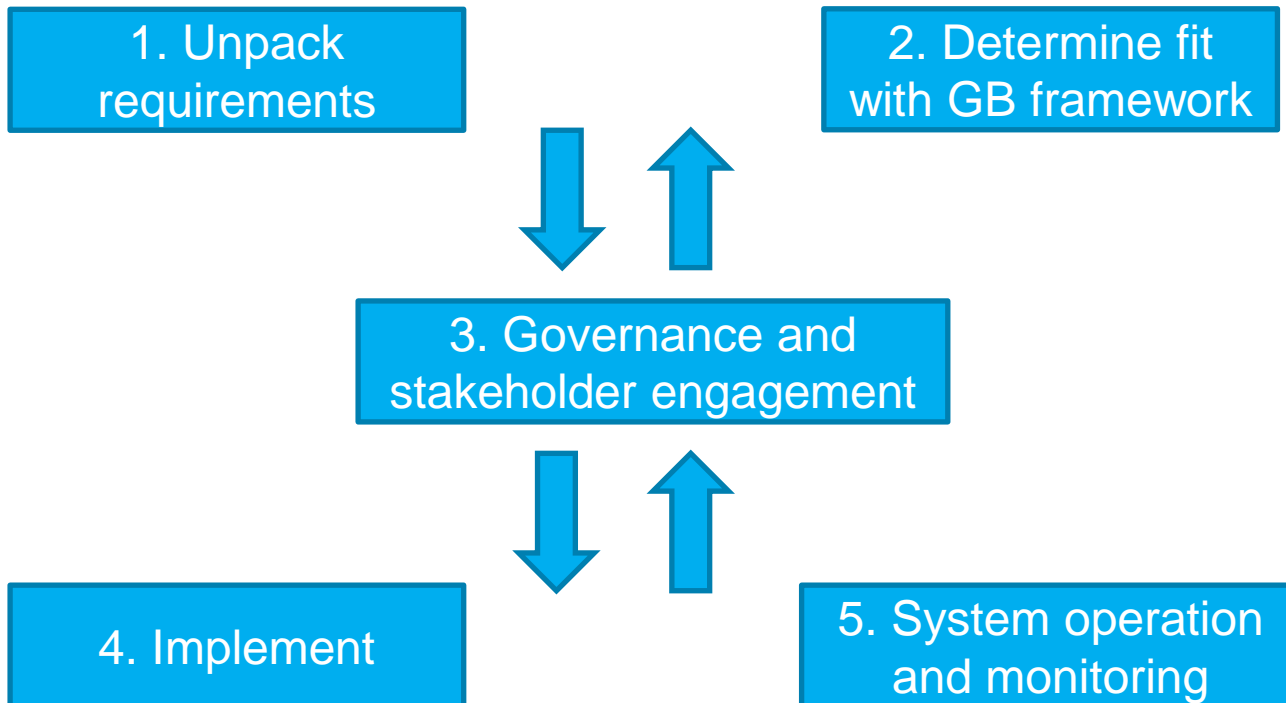 1. Unpack
requirements
2. Determine fit
with GB framework
3. Governance and
stakeholder engagement
4. Implement
5. System operation
and monitoring